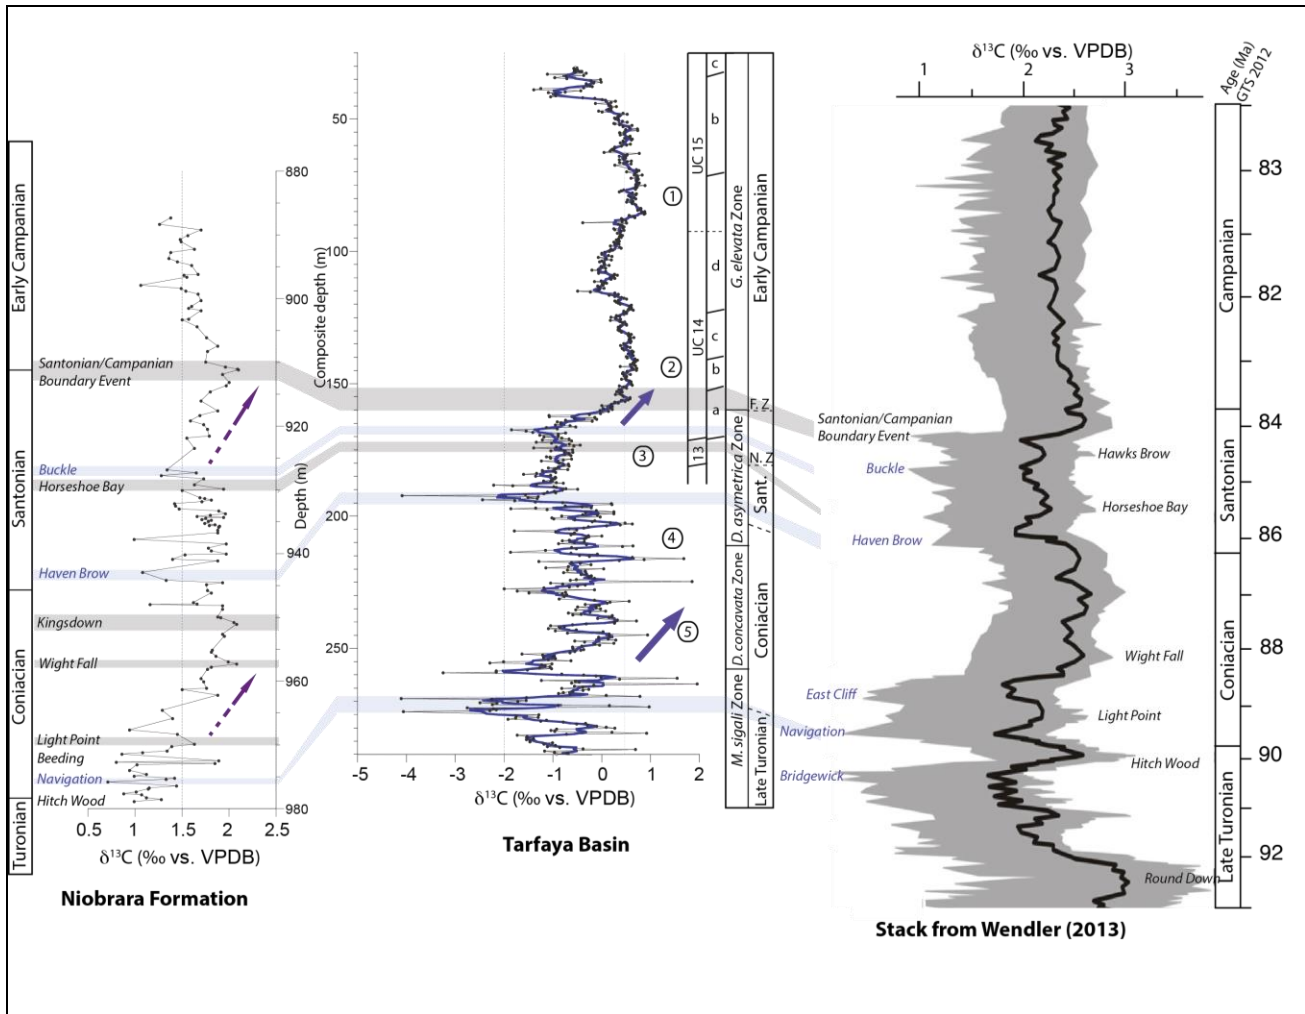 Early Campanian
Santonian
Coniacian
Turonian
Santonian/Campanian
Boundary Event
Buckle
Horseshoe Bay
Haven Brow
Kingsdown
Wight Fall
Light Point
Beeding
Navigation
Hitch Wood
880
900
920
940
960
980
Depth (m)
0.5 1 1.5 2 2.5
δ¹³C (‰ vs. VPDB)
Niobrara Formation
Composite depth (m)
50
100
150
200
250
-5 -4 -3 -2 -1 0 1 2
δ¹³C (‰ vs. VPDB)
Tarfaya Basin
1
2
3
4
5
UC 15
UC 14
13
c
b
d
c
b
a
G. elevata Zone
F. Z.
D. asymetrica Zone
N. Z
D. concavata Zone
M. sigali Zone
Early Campanian
Sant.
Coniacian
Late Turonian
δ¹³C (‰ vs. VPDB)
1 2 3
Age (Ma)
GTS 2012
Santonian/Campanian
Boundary Event
Buckle
Haven Brow
East Cliff
Navigation
Bridgewick
Hawks Brow
Horseshoe Bay
Wight Fall
Light Point
Hitch Wood
Round Down
Campanian
Santonian
Coniacian
Late Turonian
83
82
84
86
88
90
92
Stack from Wendler (2013)